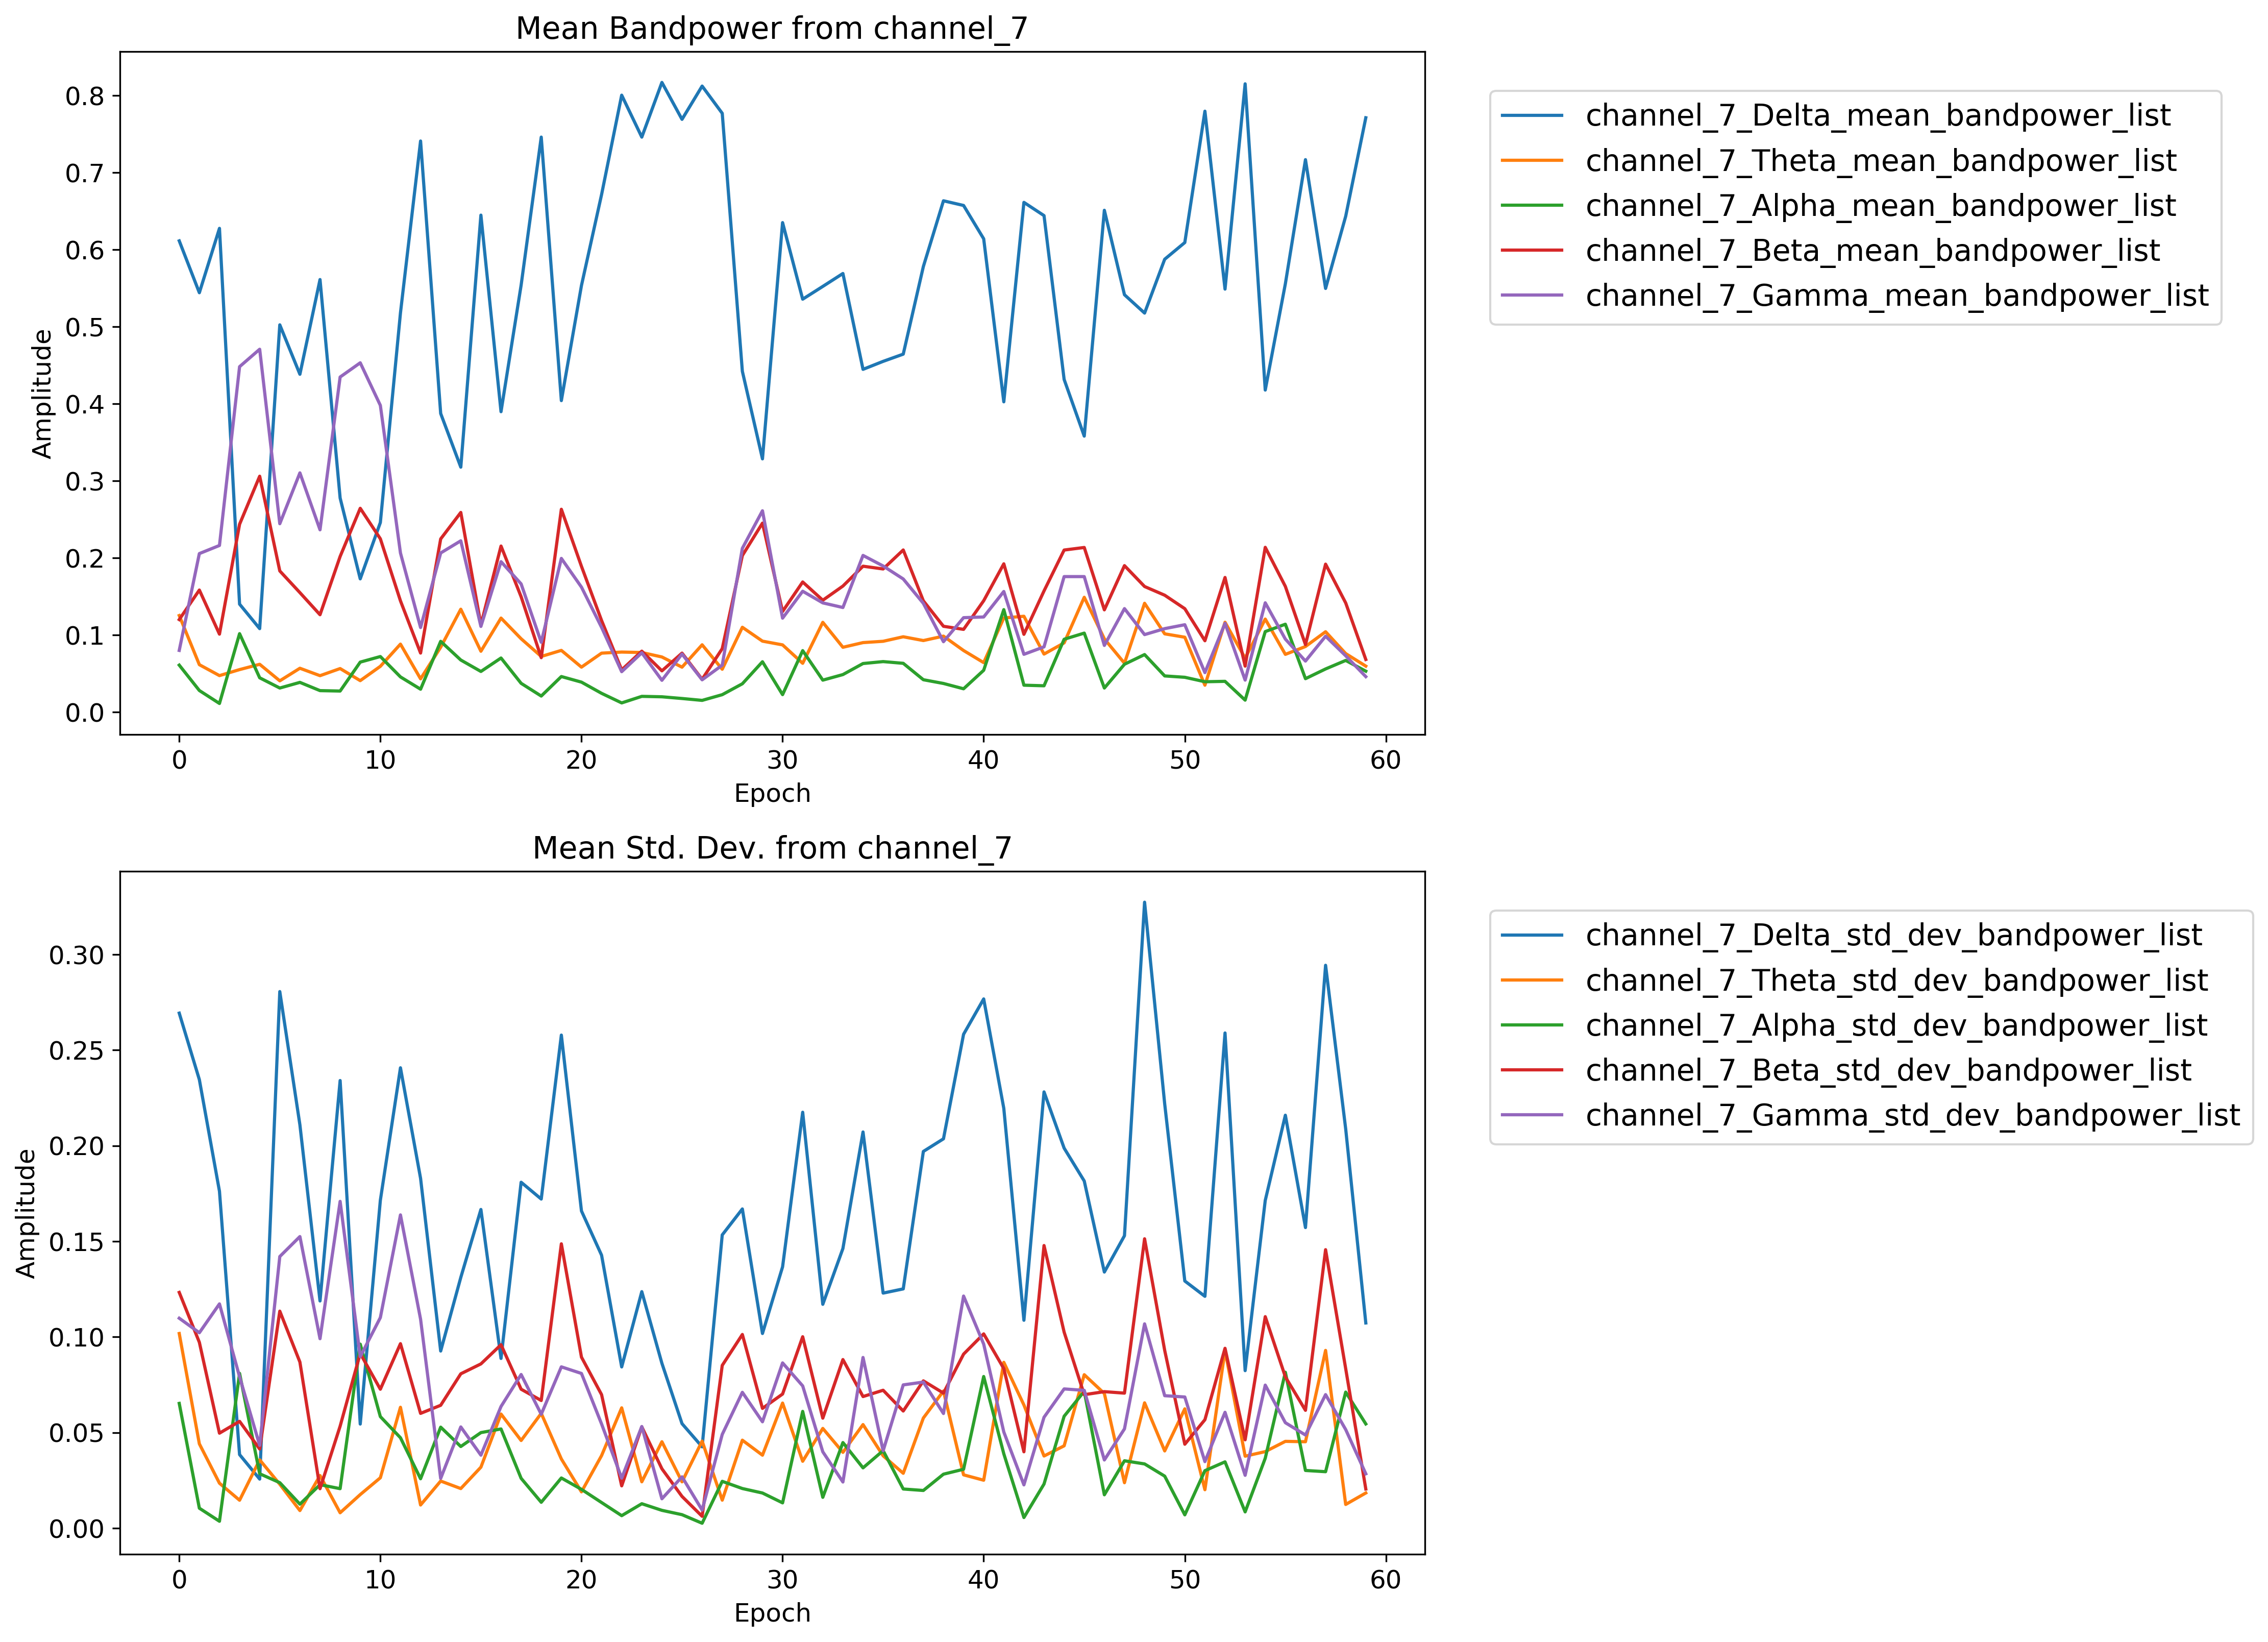 Mean Bandpower from channel_7
Amplitude
0.8
0.7
0.6
0.5
0.4
0.3
0.2
0.1
0.0
0 10 20 30 40 50 60
Epoch
channel_7_Delta_mean_bandpower_list
channel_7_Theta_mean_bandpower_list
channel_7_Alpha_mean_bandpower_list
channel_7_Beta_mean_bandpower_list
channel_7_Gamma_mean_bandpower_list
Mean Std. Dev. from channel_7
Amplitude
0.30
0.25
0.20
0.15
0.10
0.05
0.00
0 10 20 30 40 50 60
Epoch
channel_7_Delta_std_dev_bandpower_list
channel_7_Theta_std_dev_bandpower_list
channel_7_Alpha_std_dev_bandpower_list
channel_7_Beta_std_dev_bandpower_list
channel_7_Gamma_std_dev_bandpower_list